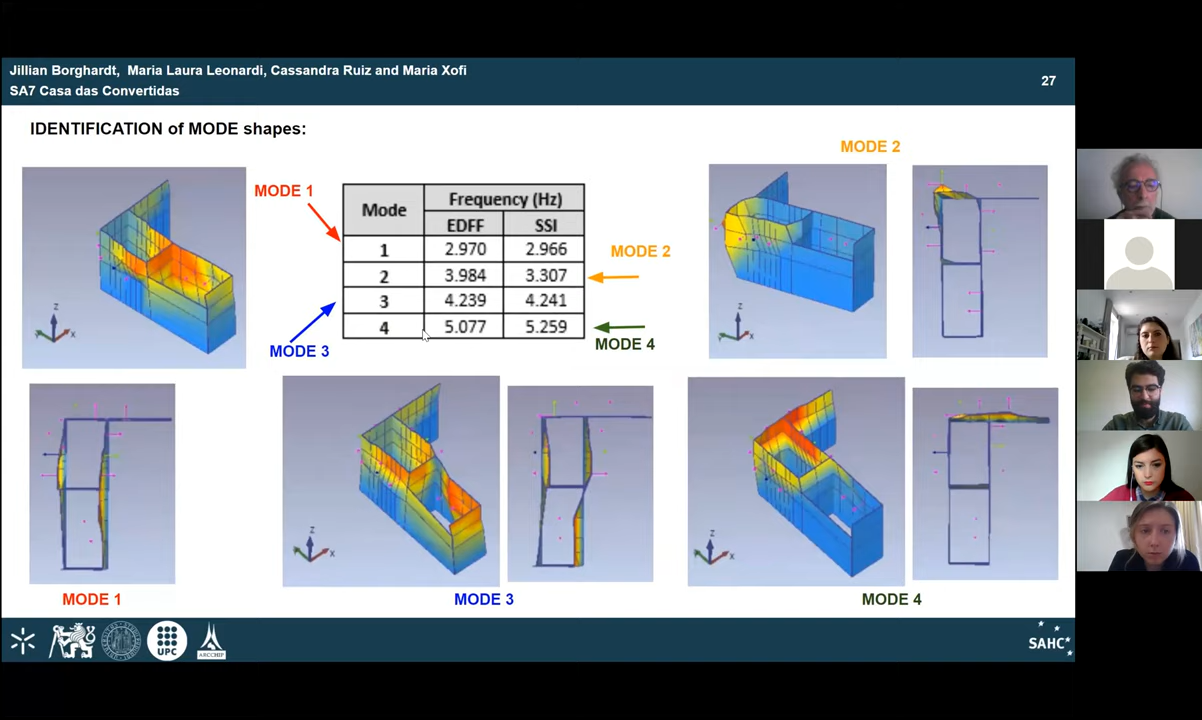 Jillian Borghardt, Maria Laura Leonardi, Cassandra Ruiz and Maria Xofi
SA7 Casa das Convertidas
27
IDENTIFICATION of MODE shapes:
MODE 1
Mode
Frequency (Hz)
EDFF SSI
1 2.970 2.966
2 3.984 3.307
3 4.239 4.241
4 5.077 5.259
MODE 2
MODE 3
MODE 4
MODE 2
MODE 1
MODE 3
MODE 4
z
x
z
x
z
x
z
x
UPC
ARCCHIP
SAHC